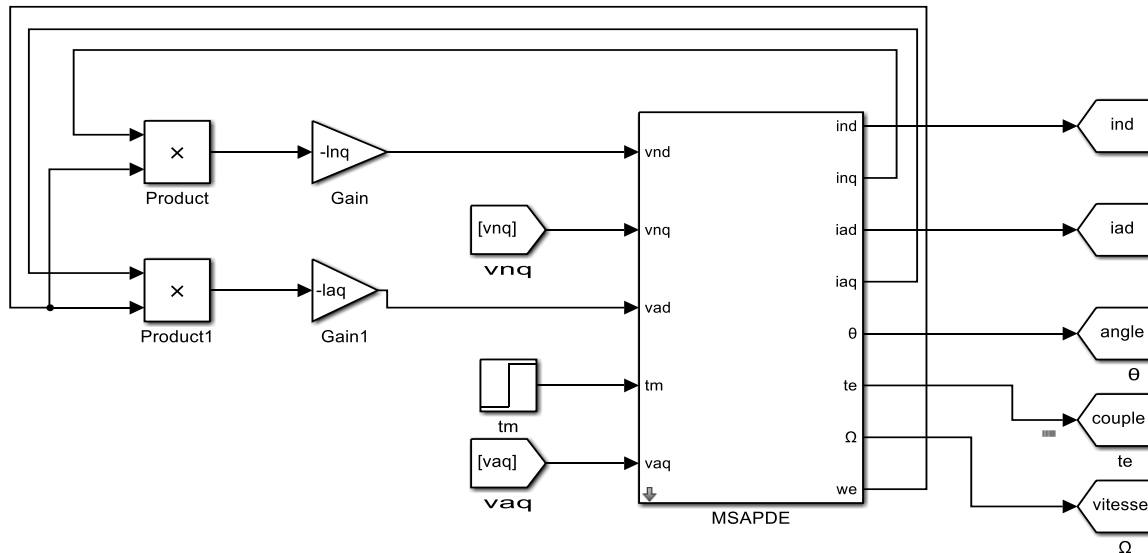 ×
Product
-lnq
Gain
×
Product1
-laq
Gain1
[vnq]
vnq
tm
[vaq]
vaq
vnd
vnq
vad
tm
vaq
ind
inq
iad
iaq
θ
te
Ω
we
MSAPDE
ind
iad
angle
θ
couple
te
vitesse
Ω